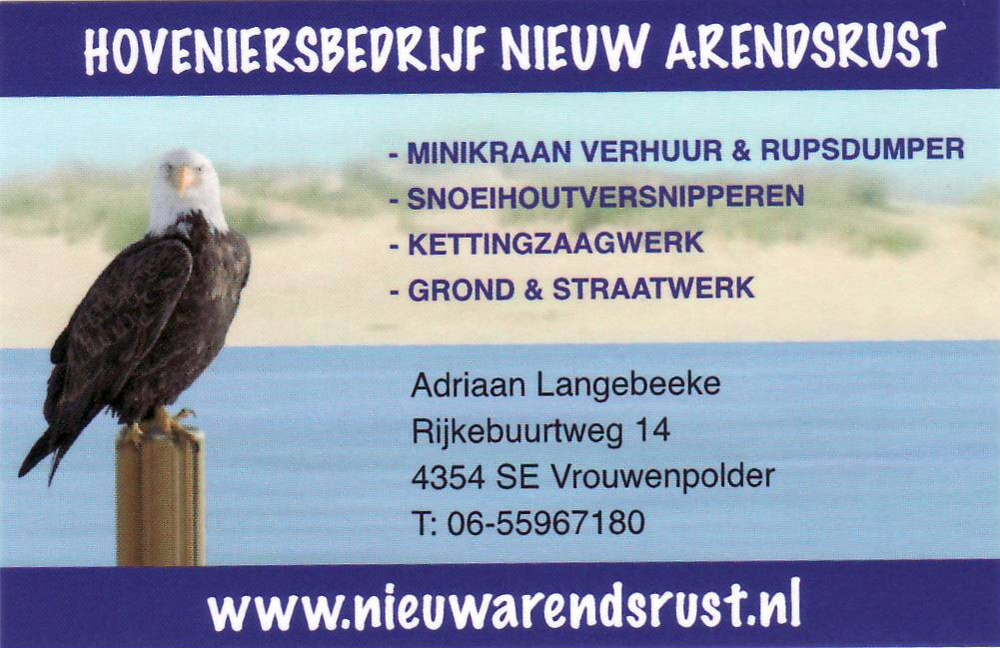 HOVENIERSBEDRIJF NIEUW ARENDSRUST
- MINIKRAAN VERHUUR & RUPSDUMPER
- SNOEIHOUTVERSNIPPEREN
- KETTINGZAAGWERK
- GROND & STRAATWERK
Adriaan Langebeeke
Rijkebuurtweg 14
4354 SE Vrouwenpolder
T: 06-55967180
www.nieuwarendsrust.nl